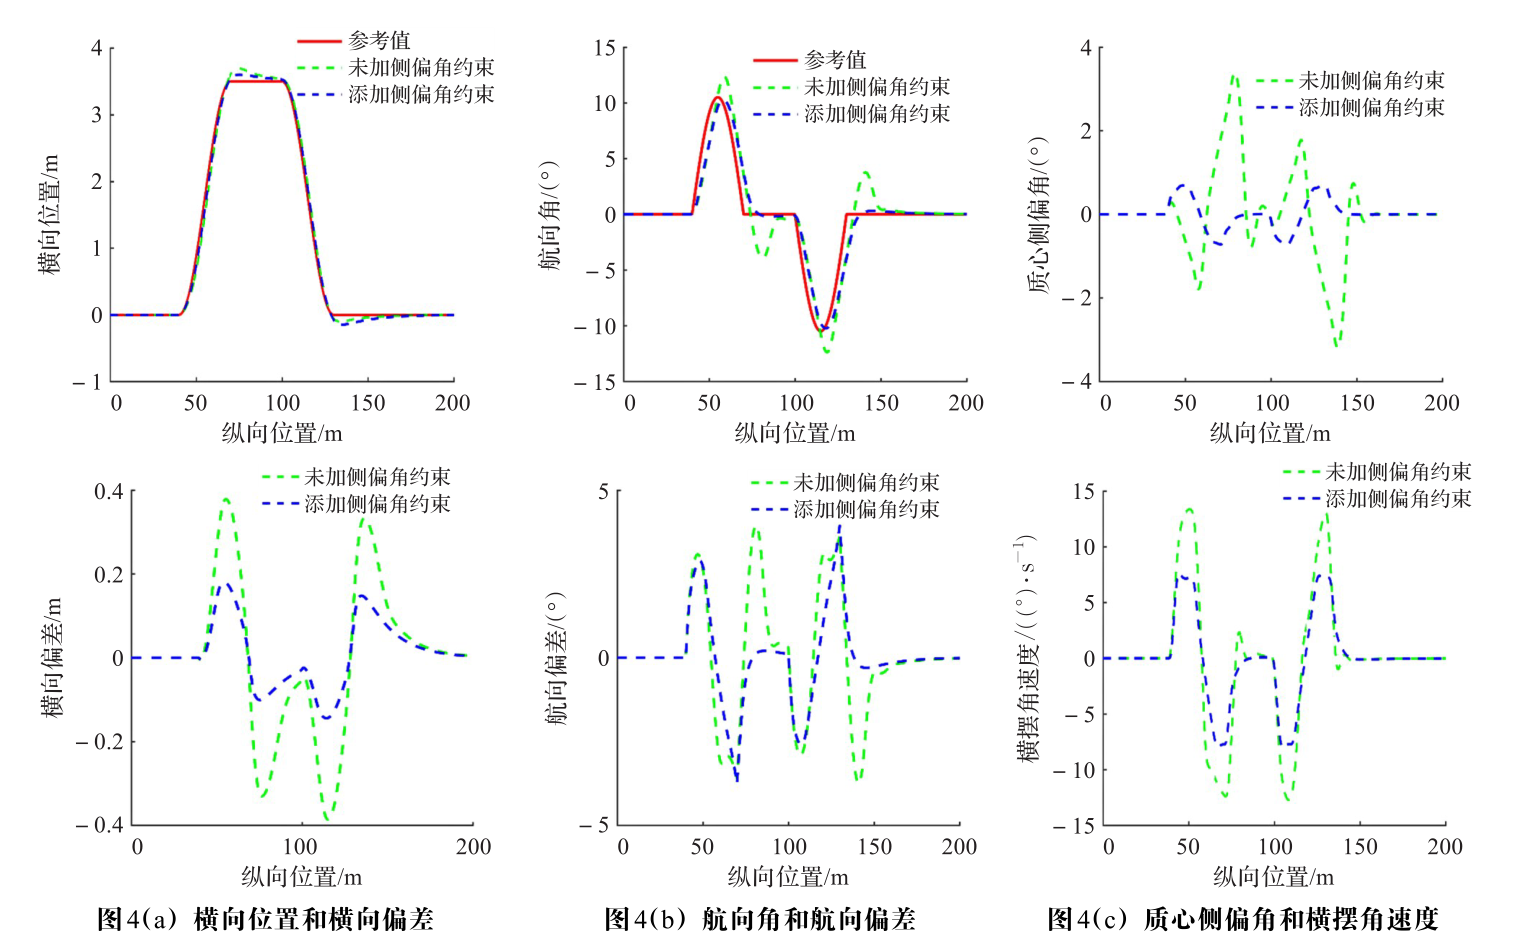 4
3
2
1
0
－1
横向位置/m
参考值
未加侧偏角约束
添加侧偏角约束
0 50 100 150 200
纵向位置/m
15
10
5
0
－5
－10
－15
航向角/(°)
参考值
未加侧偏角约束
添加侧偏角约束
0 50 100 150 200
纵向位置/m
4
2
0
－2
－4
质心侧偏角/(°)
未加侧偏角约束
添加侧偏角约束
0 50 100 150 200
纵向位置/m
0.4
0.2
0
－0.2
－0.4
横向偏差/m
未加侧偏角约束
添加侧偏角约束
0 100 200
纵向位置/m
5
0
－5
航向偏差/(°)
未加侧偏角约束
添加侧偏角约束
0 50 100 150 200
纵向位置/m
15
10
5
0
－5
－10
－15
横摆角速度/((°)·s⁻¹)
未加侧偏角约束
添加侧偏角约束
0 50 100 150 200
纵向位置/m
图4(a) 横向位置和横向偏差
图4(b) 航向角和航向偏差
图4(c) 质心侧偏角和横摆角速度